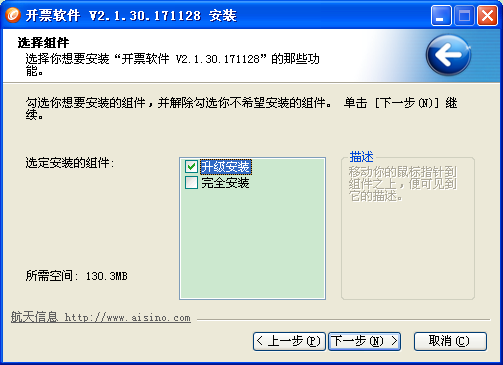 开票软件 V2.1.30.171128 安装
选择组件
选择你想要安装“开票软件 V2.1.30.171128”的那些功
能。
勾选你想要安装的组件，并解除勾选你不希望安装的组件。 单击 [下一步(N)] 继
续。
选定安装的组件:
升级安装
完全安装
描述
移动你的鼠标指针到
组件之上，便可见到
它的描述。
所需空间: 130.3MB
航天信息 http://www.aisino.com
< 上一步(P)
下一步(N) >
取消(C)